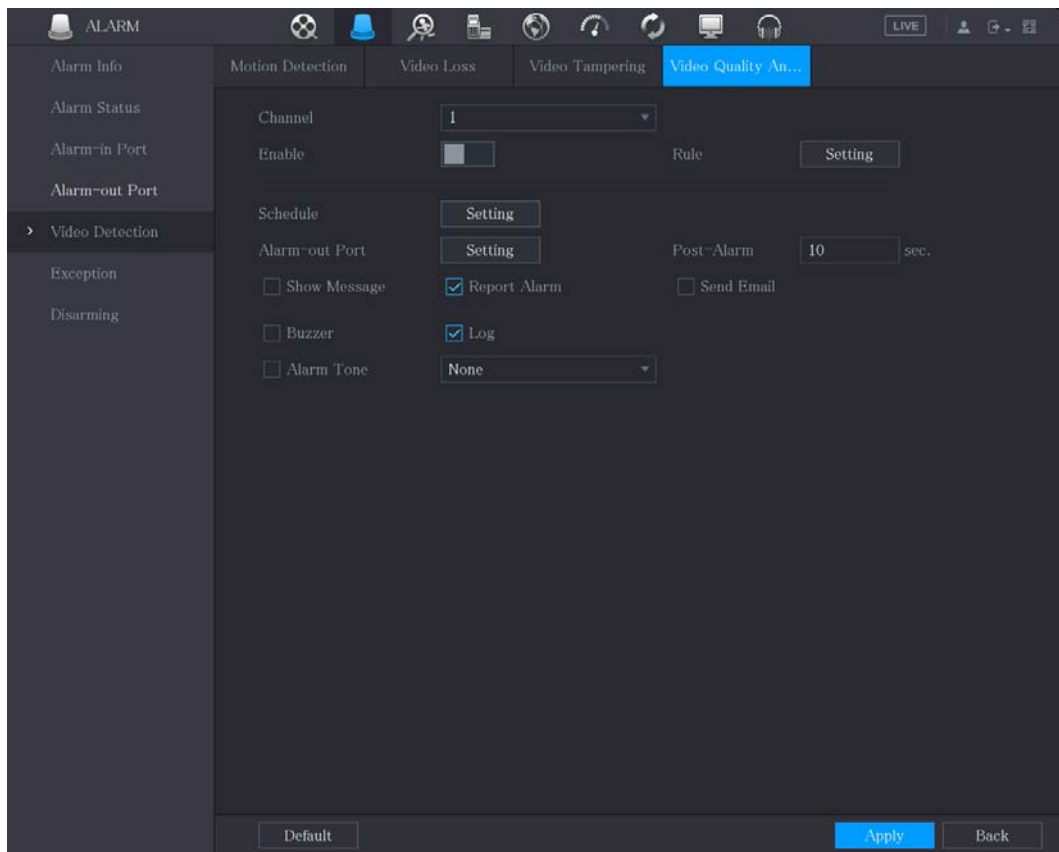 ALARM
LIVE
Alarm Info
Alarm Status
Alarm-in Port
Alarm-out Port
Video Detection
Exception
Disarming
Motion Detection
Video Loss
Video Tampering
Video Quality An...
Channel
1
Enable
Rule
Setting
Schedule
Setting
Alarm-out Port
Setting
Post-Alarm
10
sec.
Show Message
Report Alarm
Send Email
Buzzer
Log
Alarm Tone
None
Default
Apply
Back